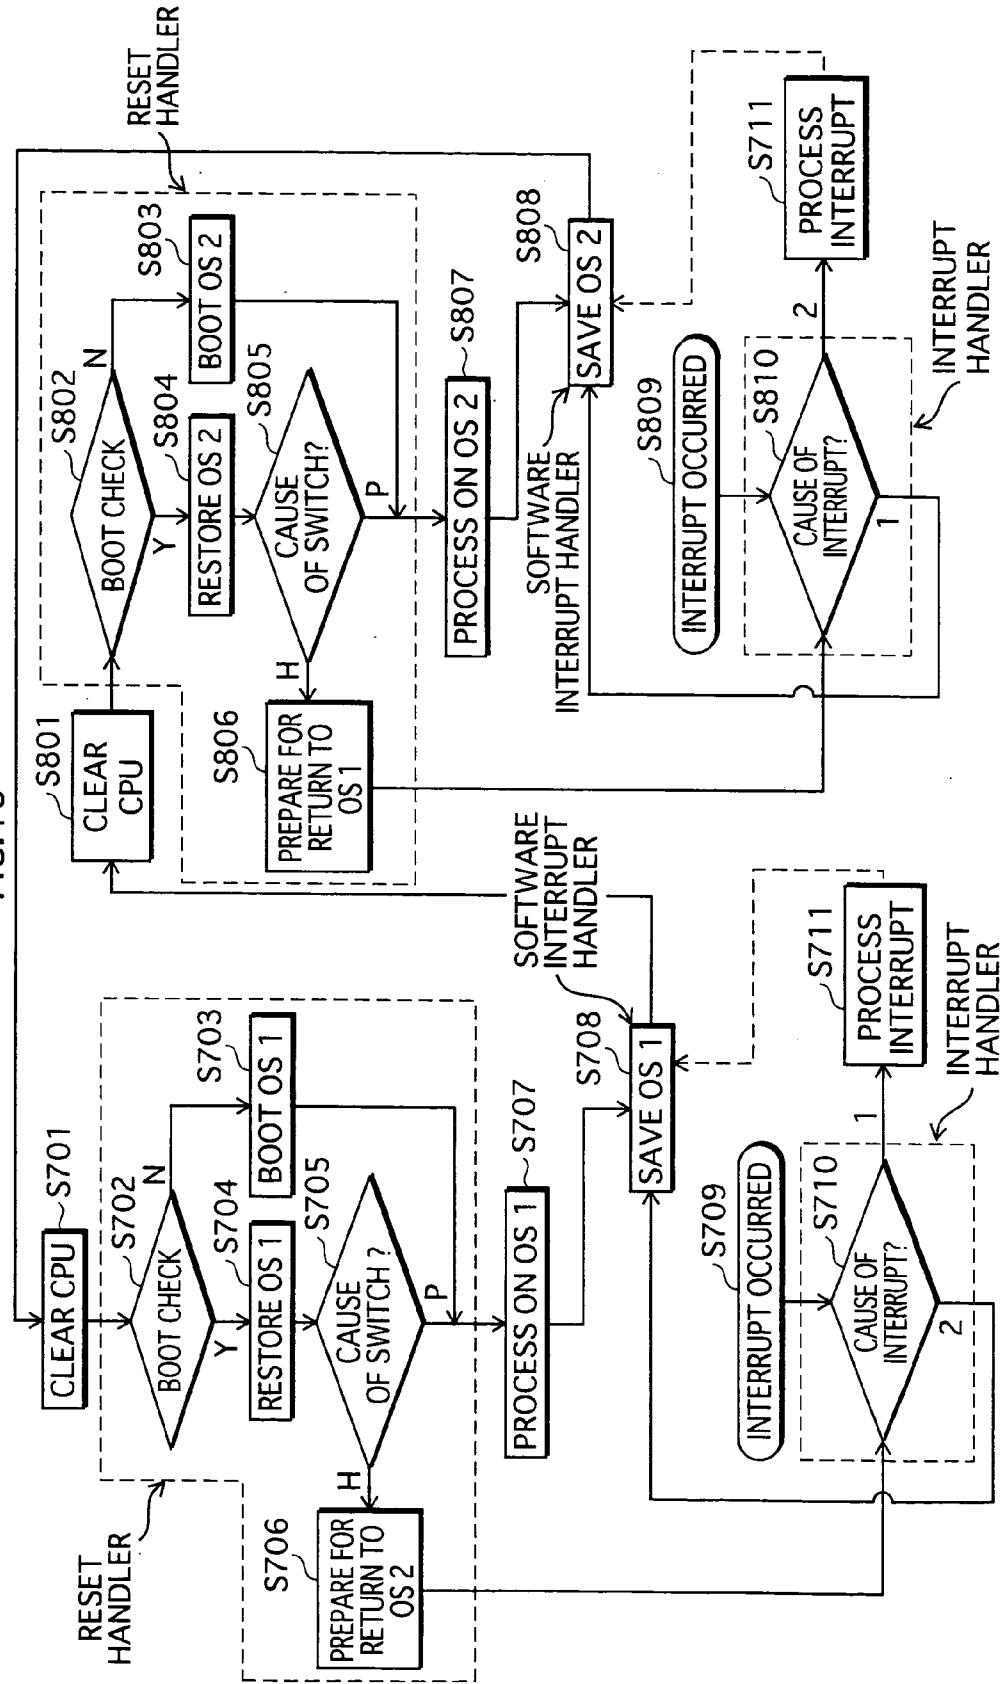 RESET
HANDLER
CLEAR CPU
S701
BOOT CHECK
S702
N
Y
BOOT OS 1
S703
RESTORE OS 1
S704
CAUSE
OF SWITCH?
S705
H
P
S706
PREPARE FOR
RETURN TO
OS 2
PROCESS ON OS 1
S707
SAVE OS 1
S708
SOFTWARE
INTERRUPT
HANDLER
S709
INTERRUPT OCCURRED
S710
CAUSE OF
INTERRUPT?
1
2
S711
PROCESS
INTERRUPT
INTERRUPT
HANDLER
S801
CLEAR
CPU
RESET
HANDLER
BOOT CHECK
S802
N
Y
S803
BOOT OS 2
RESTORE OS 2
S804
CAUSE
OF SWITCH?
S805
H
P
S806
PREPARE FOR
RETURN TO
OS 1
PROCESS ON OS 2
S807
SAVE OS 2
S808
SOFTWARE
INTERRUPT HANDLER
S809
INTERRUPT OCCURRED
S810
CAUSE OF
INTERRUPT?
2
1
S711
PROCESS
INTERRUPT
INTERRUPT
HANDLER